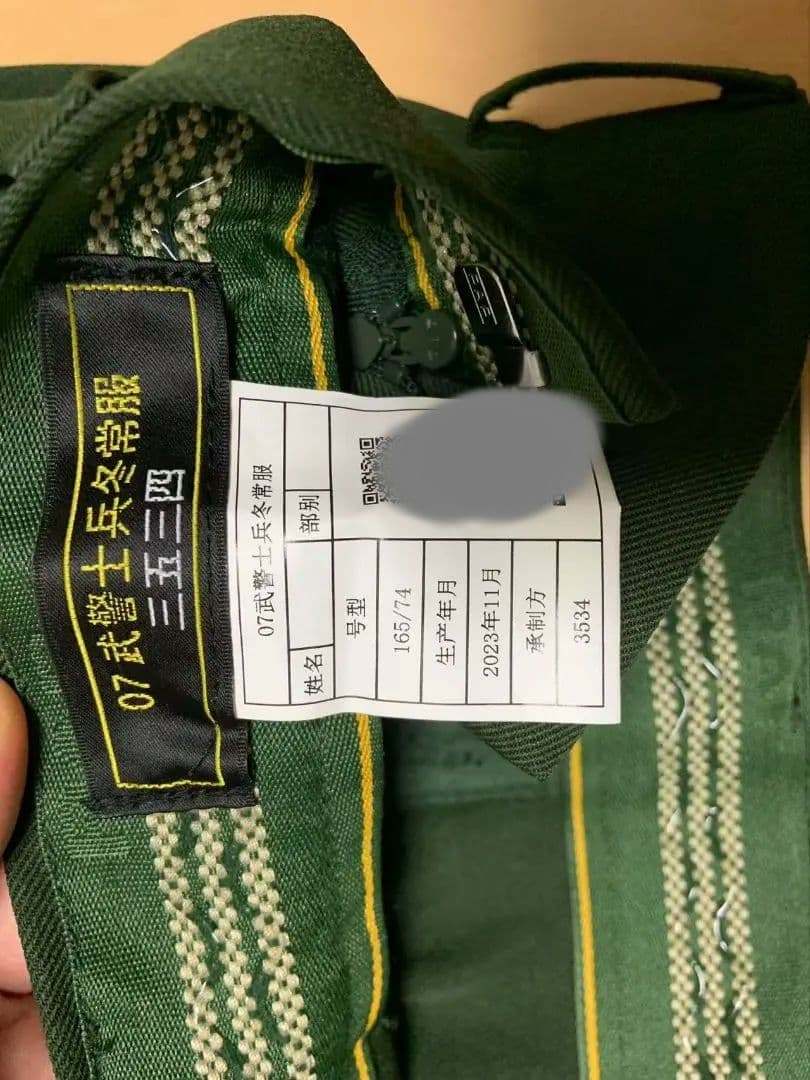 07武警士兵冬常服
三五三四
07武警士兵冬常服
姓名 部别
号型
165/74
生产年月
2023年11月
承制方
3534